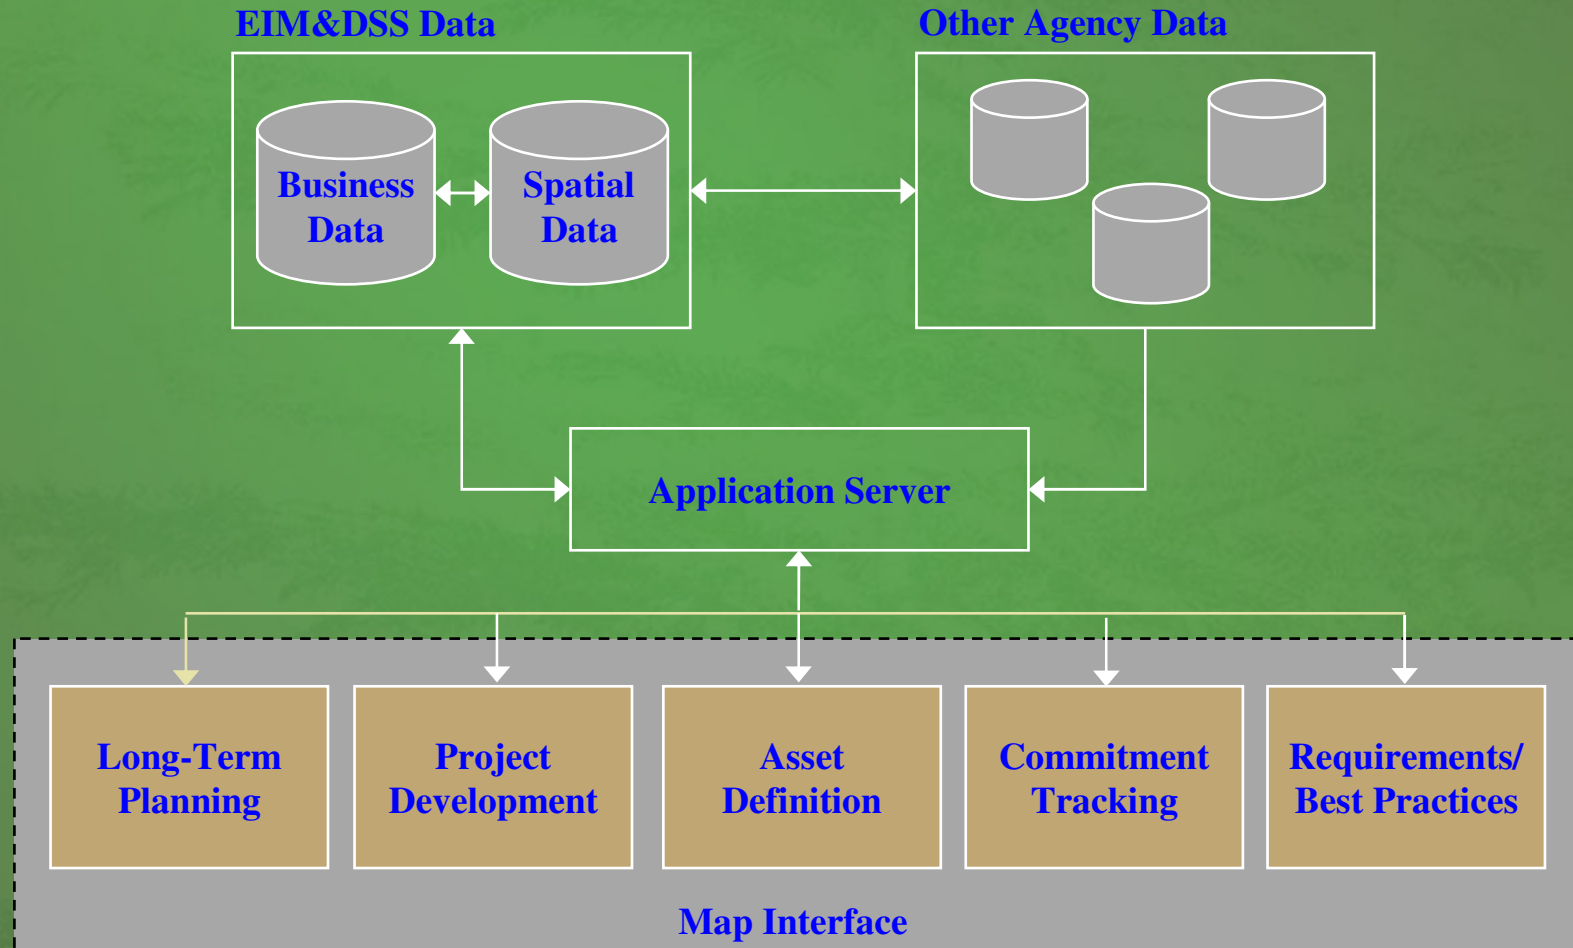 EIM&DSS Data
Other Agency Data
Business
Data
Spatial
Data
Application Server
Long-Term
Planning
Project
Development
Asset
Definition
Commitment
Tracking
Requirements/
Best Practices
Map Interface